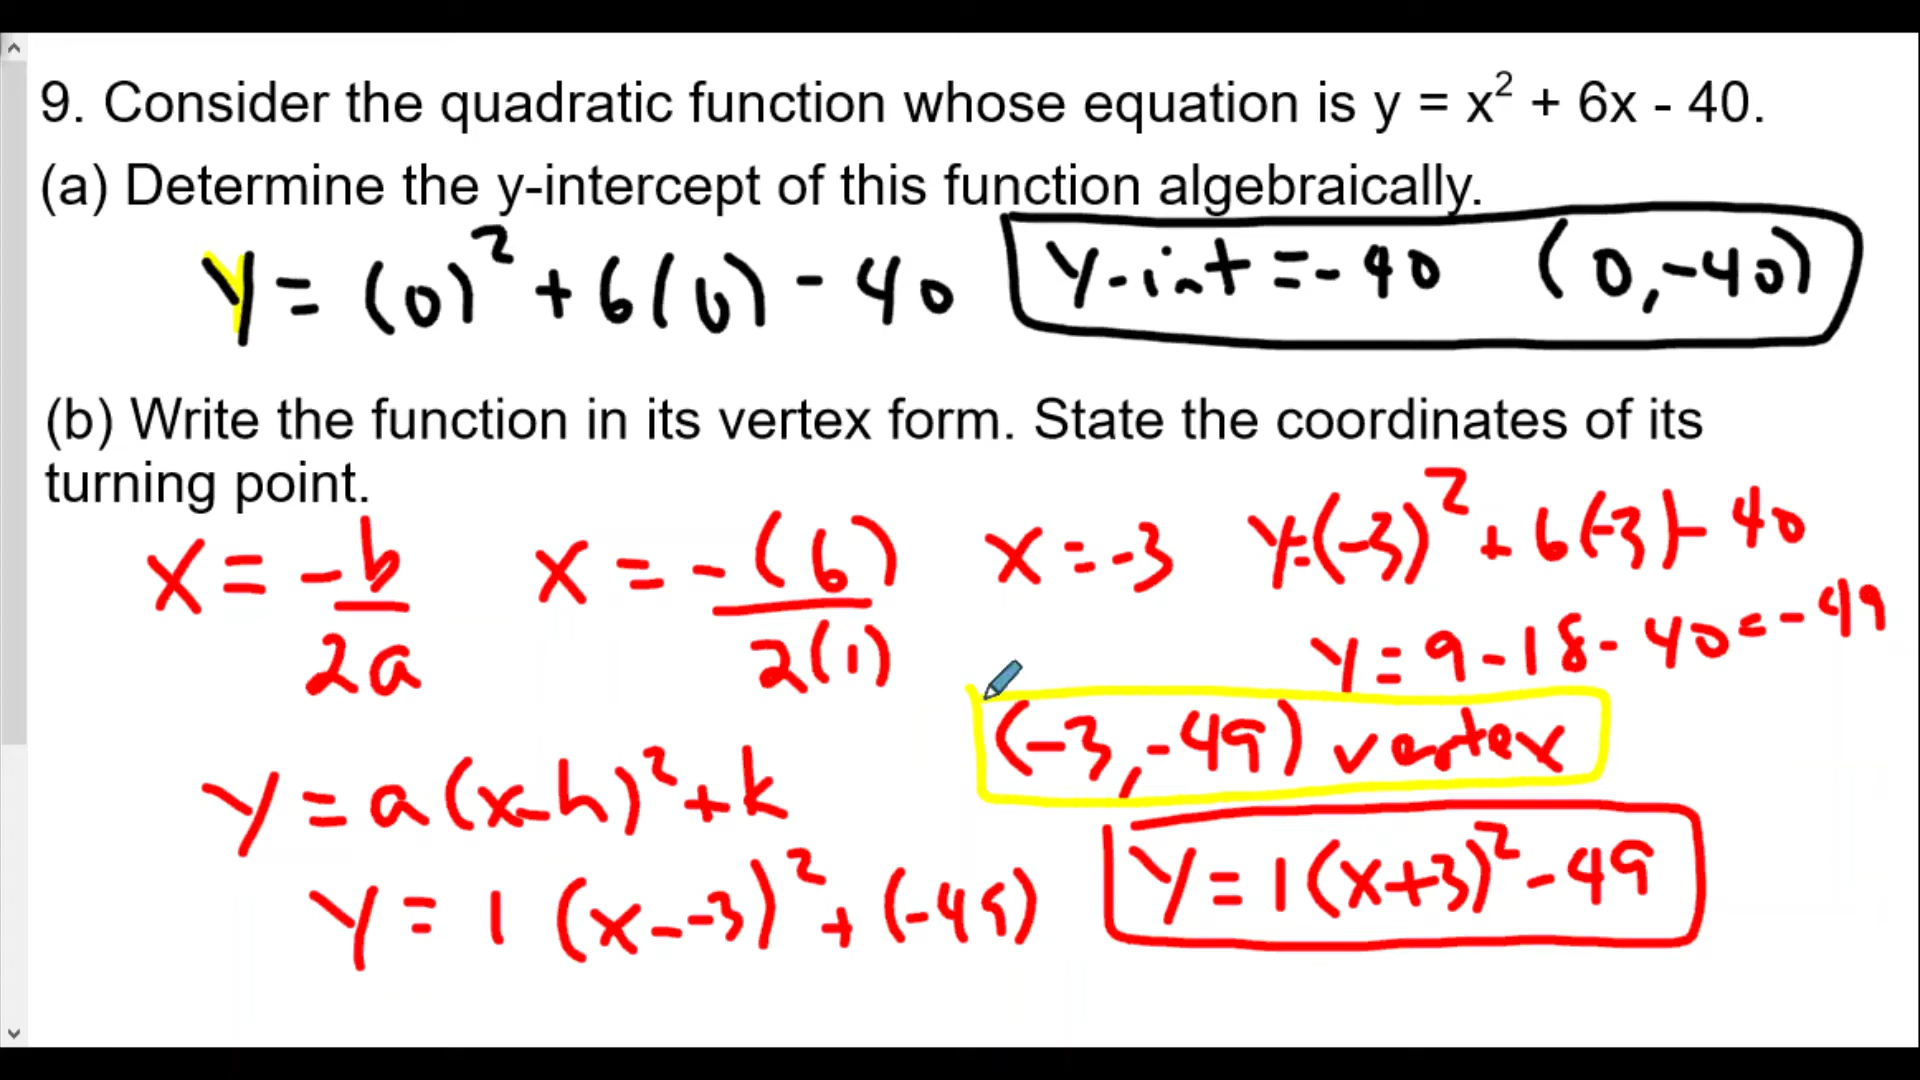 9. Consider the quadratic function whose equation is y = x² + 6x - 40.
(a) Determine the y-intercept of this function algebraically.
y = (0)² + 6(0) - 40
y-int = -40 (0, -40)
(b) Write the function in its vertex form. State the coordinates of its
turning point.
x = -b/2a x = -(6)/2(1) x = -3 y=(-3)² + 6(-3) - 40
y = 9 - 18 - 40 = -49
(-3, -49) vertex
y = a(x-h)² + k
y = 1(x--3)² + (-49)
y = 1(x+3)² - 49